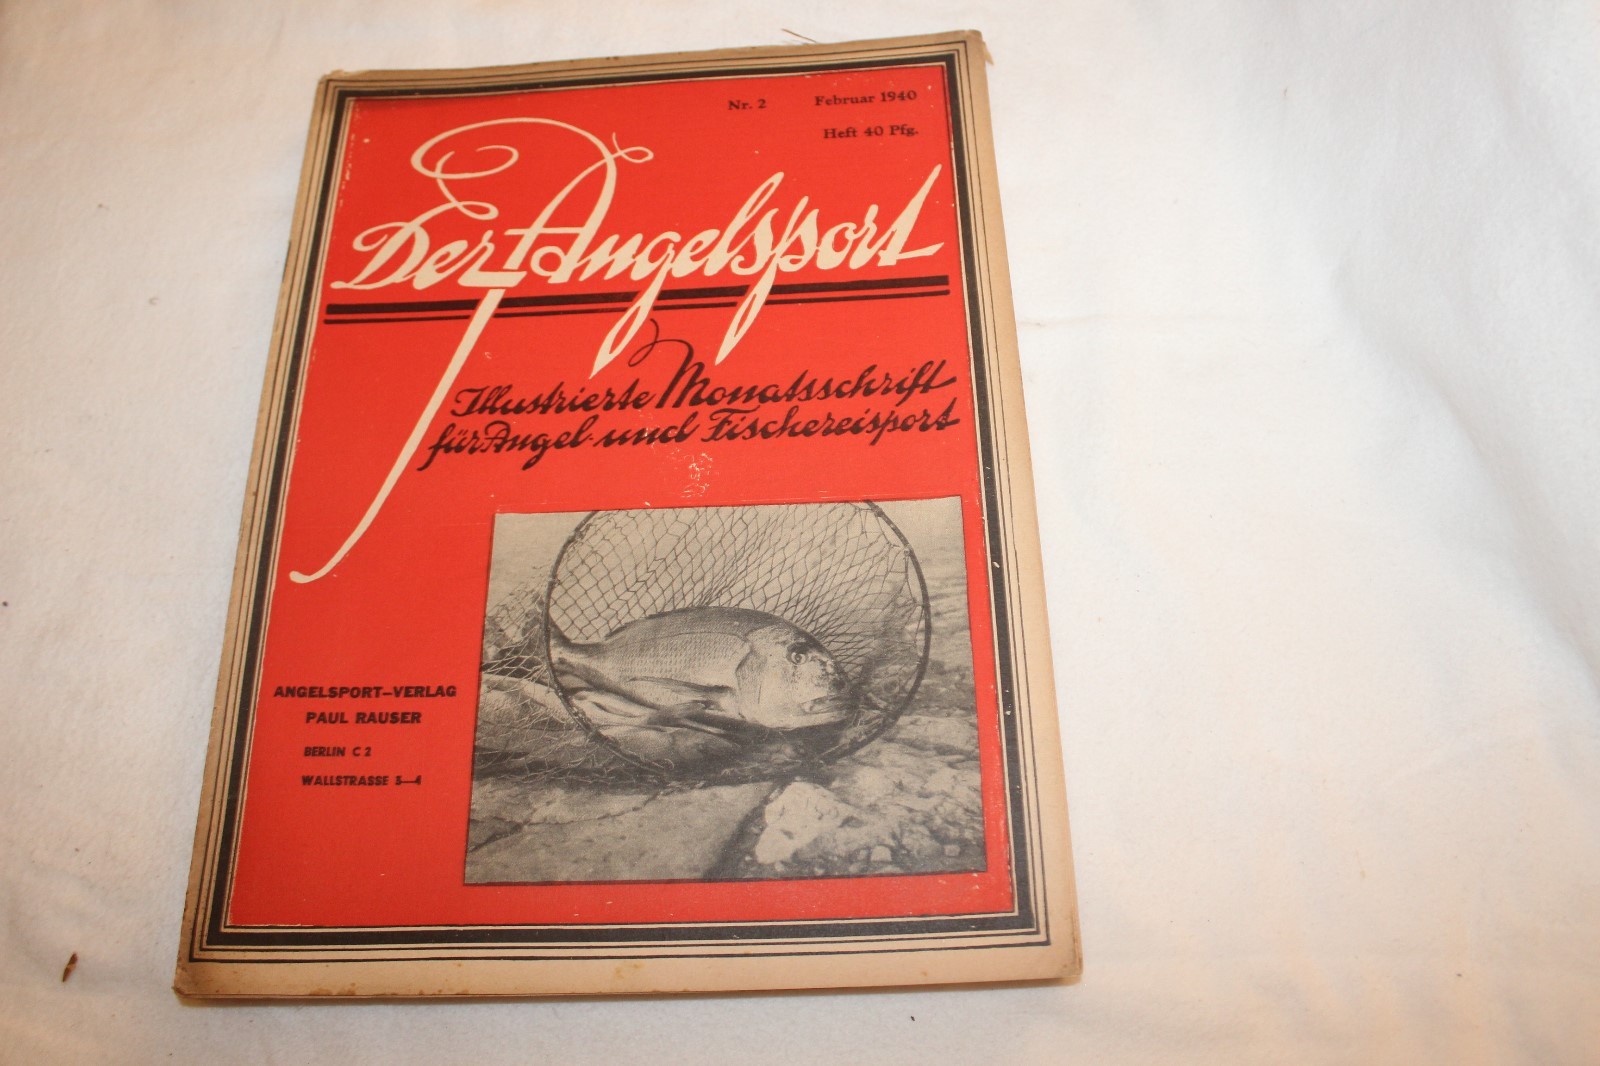 Nr. 2 Februar 1940
Heft 40 Pfg.
Der Angelsport
Illustrierte Monatsschrift
für Angel- und Fischereisport
ANGELSPORT-VERLAG
PAUL RAUSER
BERLIN C 2
WALLSTRASSE 3-4